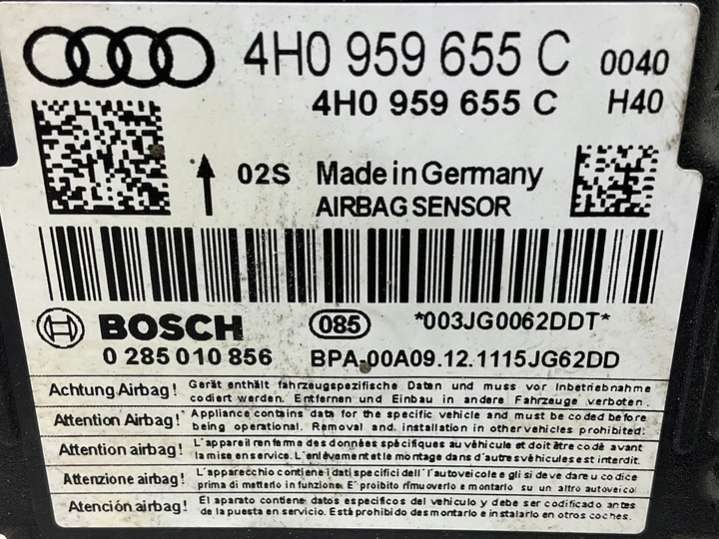 4H0 959 655 C 0040
4H0 959 655 C H40
02S Made in Germany
AIRBAG SENSOR
BOSCH 085 *003JG0062DDT*
0 285 010 856 BPA-00A09.12.1115JG62DD
Achtung Airbag! Gerät enthält fahrzeugspezifische Daten und muss vor Inbetriebnahme
codiert werden. Entfernen und Einbau in andere Fahrzeuge verboten.
Attention Airbag! Appliance contains data for the specific vehicle and must be coded before
being operational. Removal and installation in other vehicles prohibited.
Attention airbag! L'appareil renferme des données spécifiques au véhicule et doit être codé avant
la mise en service. L'enlèvement et le montage dans d'autres véhicules est interdit.
Attenzione airbag! L'apparecchio contiene i dati specifici dell'autoveicolo e gli si deve dare u codice
prima di metterlo in funzione. E' proibito rimuoverlo e montarlo su un altro autoveicol
Atención airbag! El aparato contiene datos específicos del vehículo y debe ser codificado antes
de la puesta en servicio. Está prohibido desmontarlo e instalarlo en otros coches.